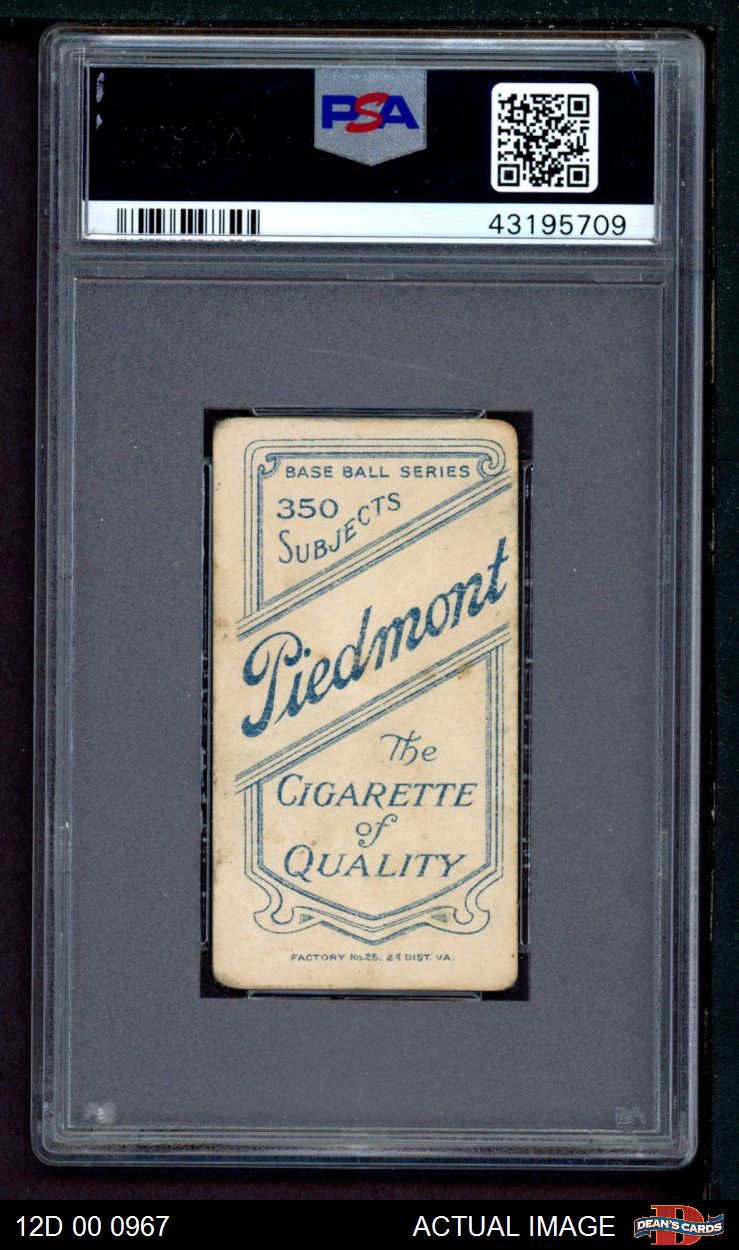 PSA
43195709
BASE BALL SERIES
350
SUBJECTS
Piedmont
The
CIGARETTE
of
QUALITY
FACTORY No.25, 2d DIST. VA.
12D 00 0967
ACTUAL IMAGE
DEAN'S CARDS